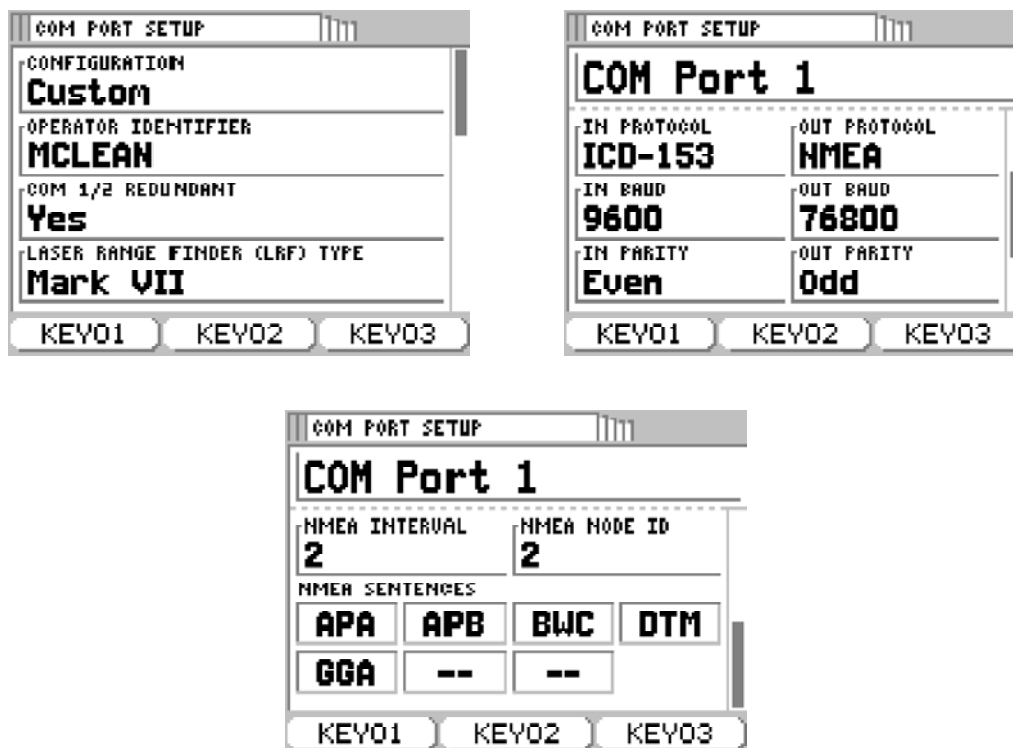 COM PORT SETUP
CONFIGURATION
Custom
OPERATOR IDENTIFIER
MCLEAN
COM 1/2 REDUNDANT
Yes
LASER RANGE FINDER (LRF) TYPE
Mark VII
KEY01 KEY02 KEY03
COM PORT SETUP
COM Port 1
IN PROTOCOL OUT PROTOCOL
ICD-153 NMEA
IN BAUD OUT BAUD
9600 76800
IN PARITY OUT PARITY
Even Odd
KEY01 KEY02 KEY03
COM PORT SETUP
COM Port 1
NMEA INTERVAL NMEA NODE ID
2 2
NMEA SENTENCES
APA APB BWC DTM
GGA -- --
KEY01 KEY02 KEY03